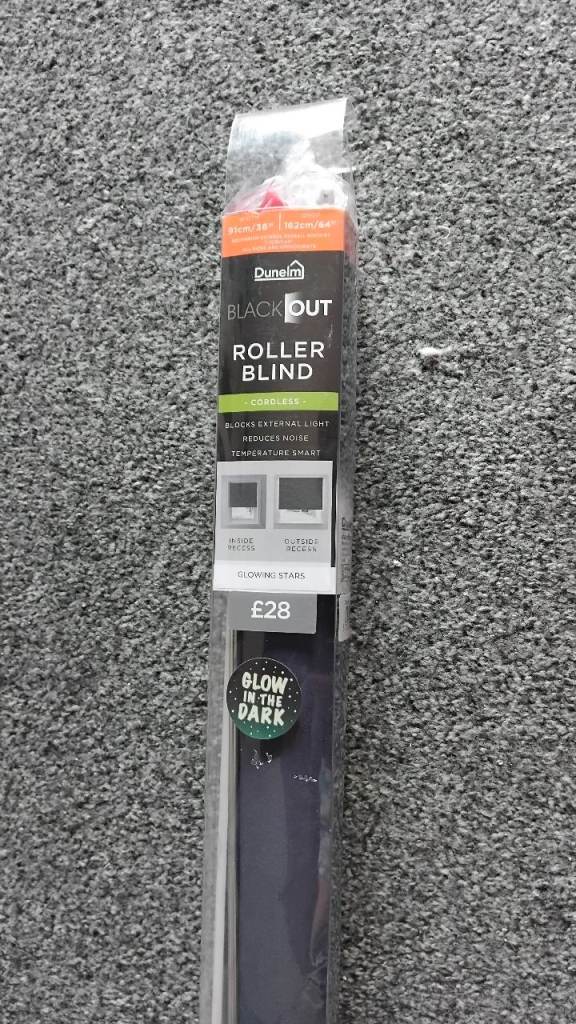 91cm/36" 162cm/64"
Dunelm
BLACKOUT
ROLLER
BLIND
- CORDLESS -
BLOCKS EXTERNAL LIGHT
REDUCES NOISE
TEMPERATURE SMART
INSIDE RECESS
OUTSIDE RECESS
GLOWING STARS
£28
GLOW
IN THE
DARK